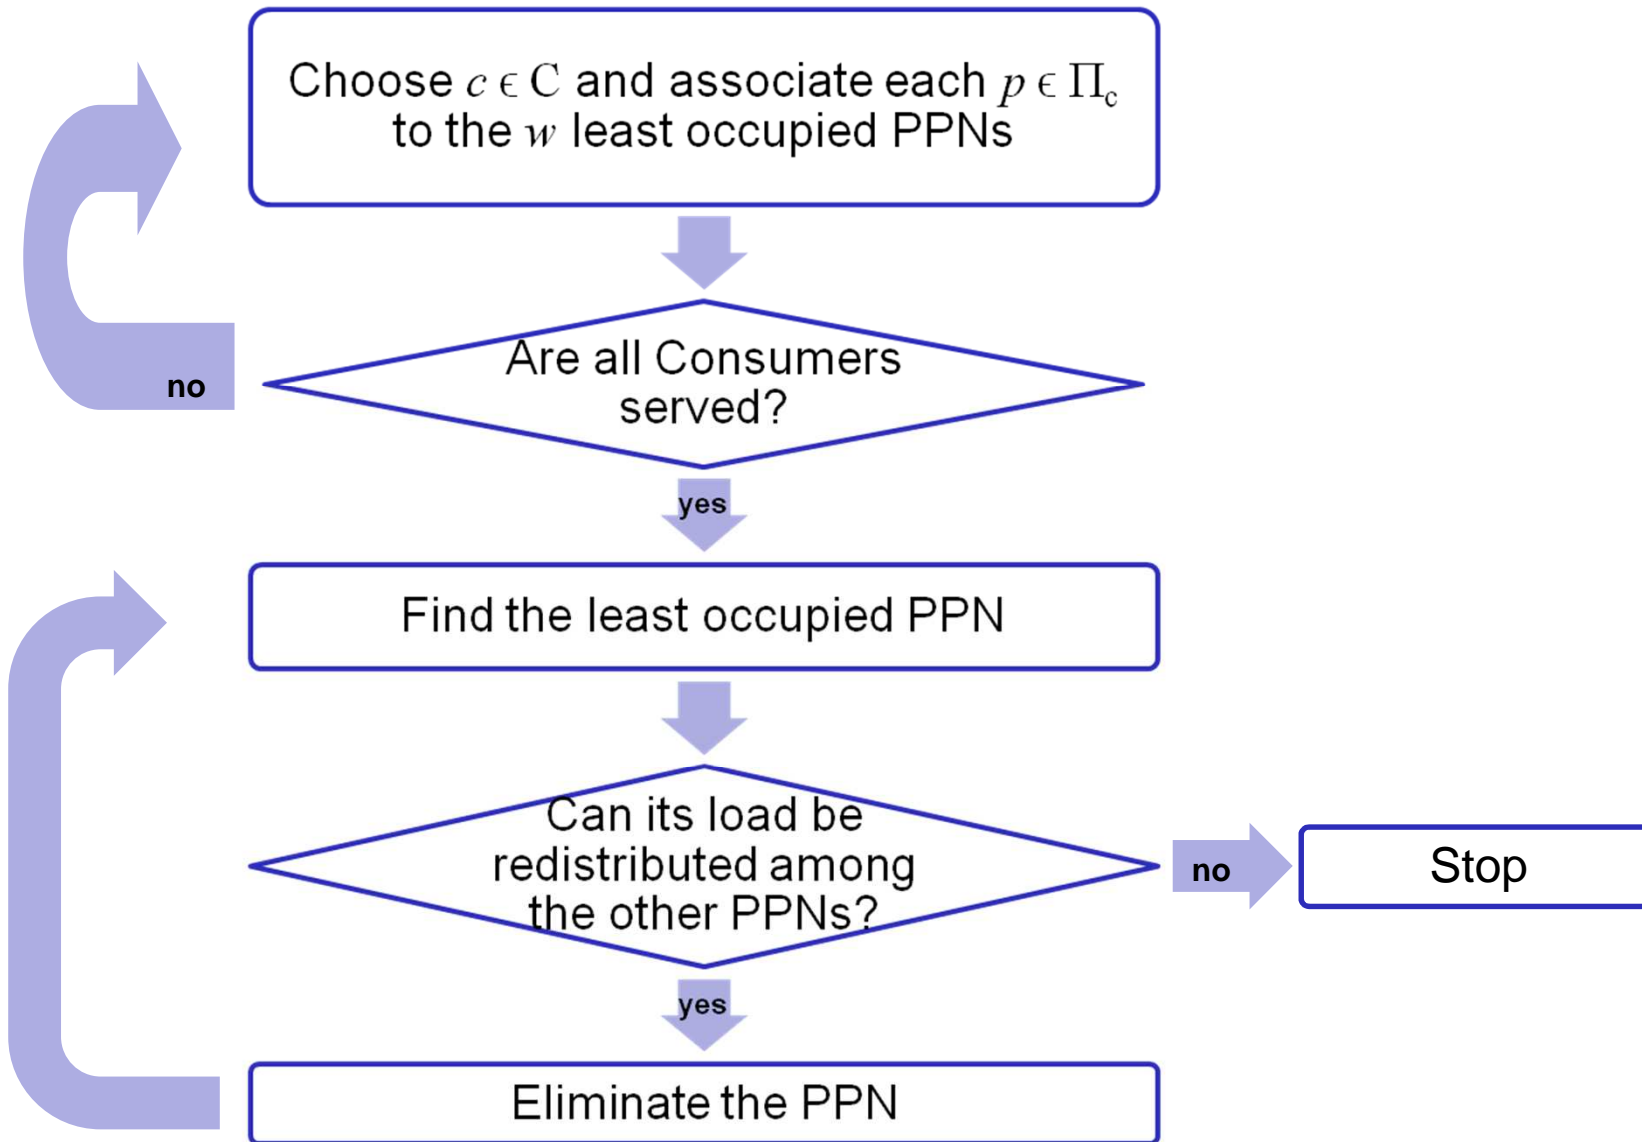 Choose c ϵ C and associate each p ϵ Π_c
to the w least occupied PPNs
Are all Consumers
served?
no
yes
Find the least occupied PPN
Can its load be
redistributed among
the other PPNs?
no
Stop
yes
Eliminate the PPN